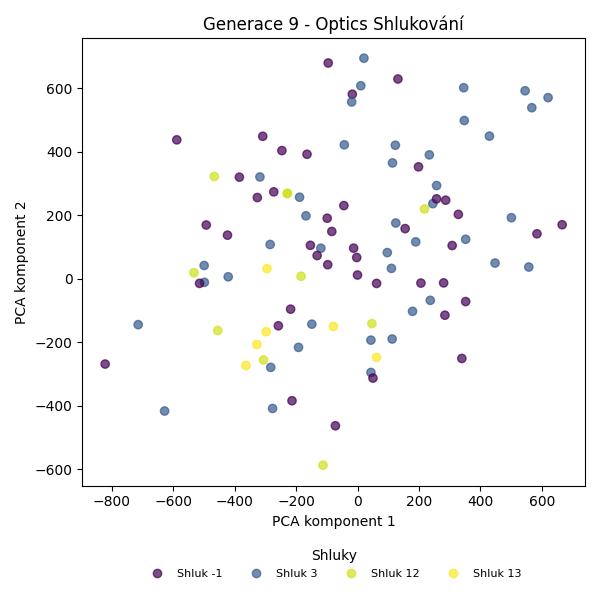 Generace 9 - Optics Shlukování
PCA komponent 2
600
400
200
0
−200
−400
−600
−800 −600 −400 −200 0 200 400 600
PCA komponent 1
Shluky
Shluk -1 Shluk 3 Shluk 12 Shluk 13